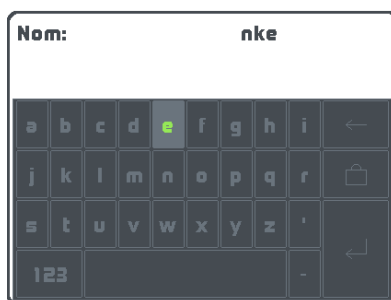 Nom: nke
a b c d e f g h i ←
j k l m n o p q r
s t u v w x y z '
123 -